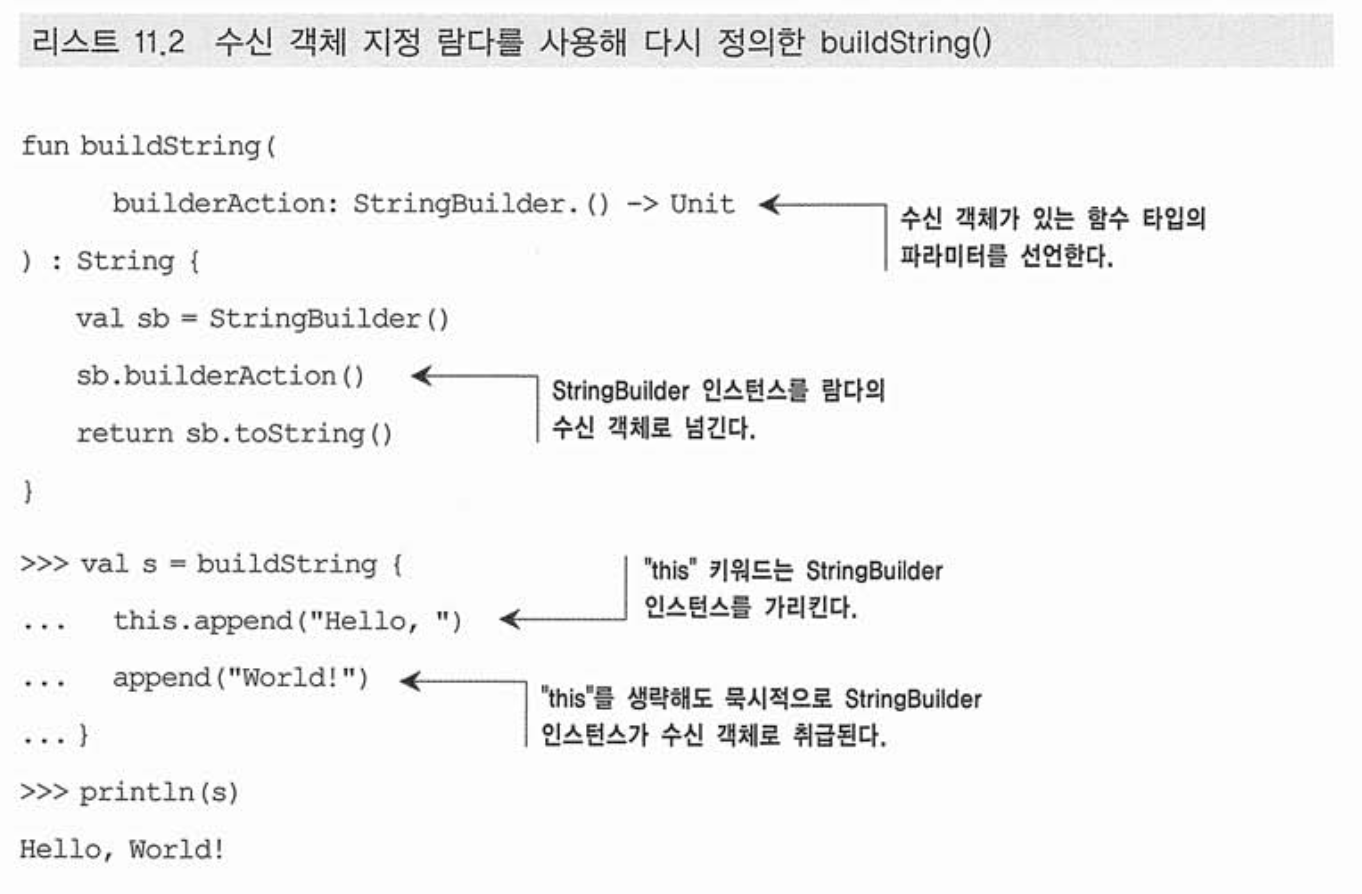 리스트 11.2 수신 객체 지정 람다를 사용해 다시 정의한 buildString()
fun buildString(
builderAction: StringBuilder.() -> Unit
수신 객체가 있는 함수 타입의
파라미터를 선언한다.
) : String {
val sb = StringBuilder()
sb.builderAction()
StringBuilder 인스턴스를 람다의
수신 객체로 넘긴다.
return sb.toString()
}
>>> val s = buildString {
"this" 키워드는 StringBuilder
인스턴스를 가리킨다.
... this.append("Hello, ")
... append("World!")
"this"를 생략해도 묵시적으로 StringBuilder
인스턴스가 수신 객체로 취급된다.
... }
>>> println(s)
Hello, World!